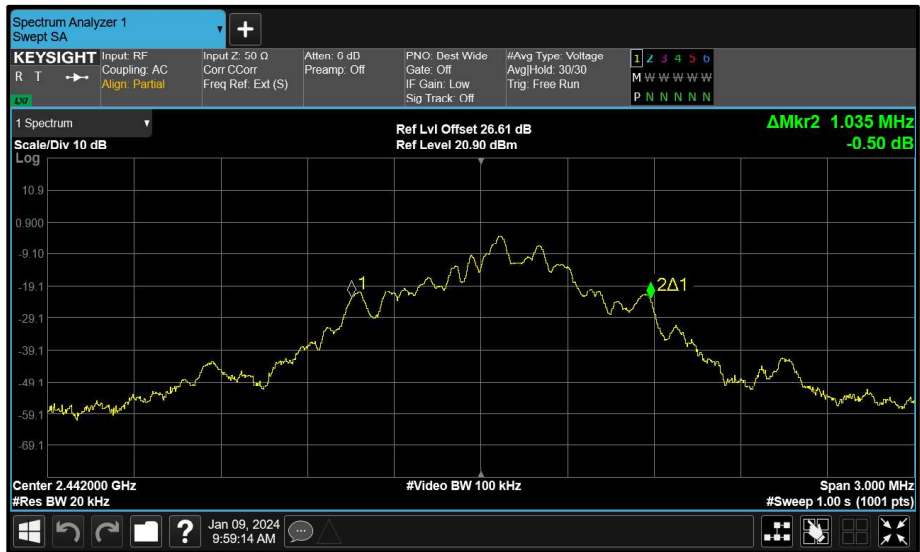 Spectrum Analyzer 1
Swept SA
+
KEYSIGHT
R T
LXI
Input: RF
Coupling: AC
Align: Partial
Input Z: 50 Ω
Corr CCorr
Freq Ref: Ext (S)
Atten: 6 dB
Preamp: Off
PNO: Best Wide
Gate: Off
IF Gain: Low
Sig Track: Off
#Avg Type: Voltage
Avg|Hold: 30/30
Trig: Free Run
1 2 3 4 5 6
M W W W W W
P N N N N N
1 Spectrum
Scale/Div 10 dB
Ref Lvl Offset 26.61 dB
Ref Level 20.90 dBm
ΔMkr2 1.035 MHz
-0.50 dB
Log
10.9
0.900
-9.10
-19.1
-29.1
-39.1
-49.1
-59.1
-69.1
1
2Δ1
Center 2.442000 GHz
#Res BW 20 kHz
#Video BW 100 kHz
Span 3.000 MHz
#Sweep 1.00 s (1001 pts)
?
Jan 09, 2024
9:59:14 AM